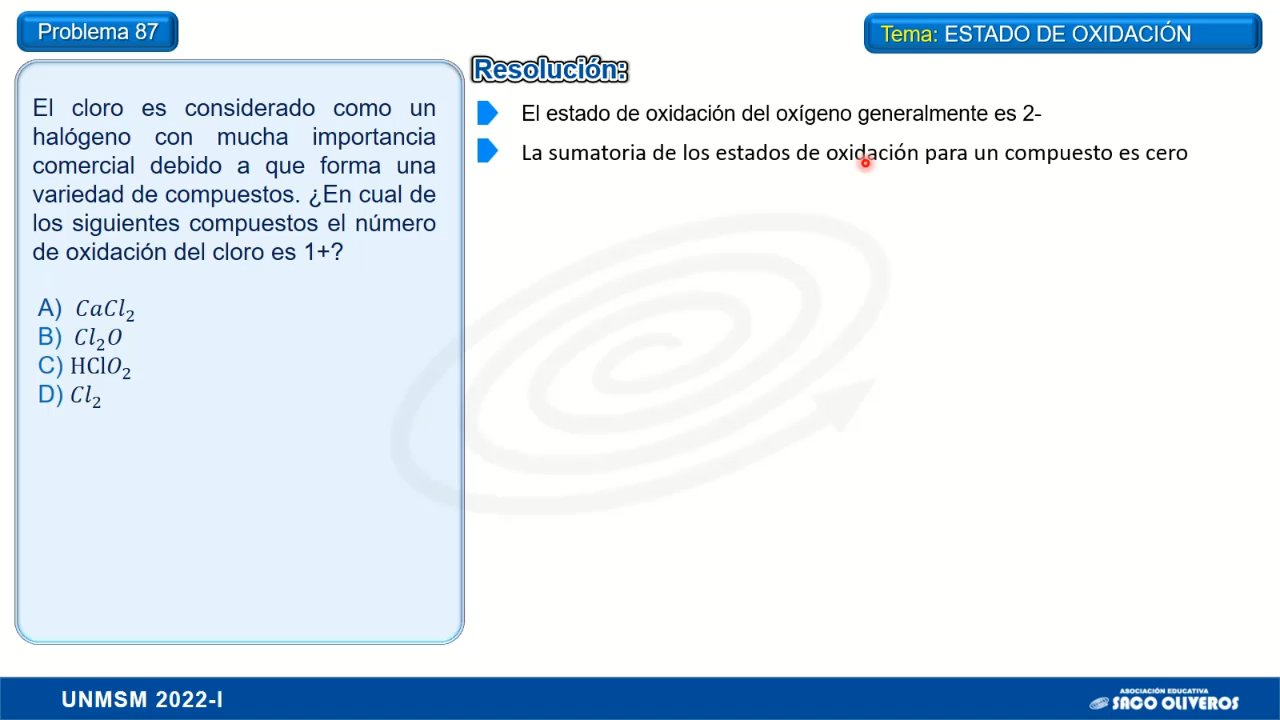 Problema 87
Tema: ESTADO DE OXIDACIÓN
El cloro es considerado como un
halógeno con mucha importancia
comercial debido a que forma una
variedad de compuestos. ¿En cual de
los siguientes compuestos el número
de oxidación del cloro es 1+?
A) CaCl₂
B) Cl₂O
C) HClO₂
D) Cl₂
Resolución:
El estado de oxidación del oxígeno generalmente es 2-
La sumatoria de los estados de oxidación para un compuesto es cero
UNMSM 2022-I
ASOCIACIÓN EDUCATIVA
SACO OLIVEROS